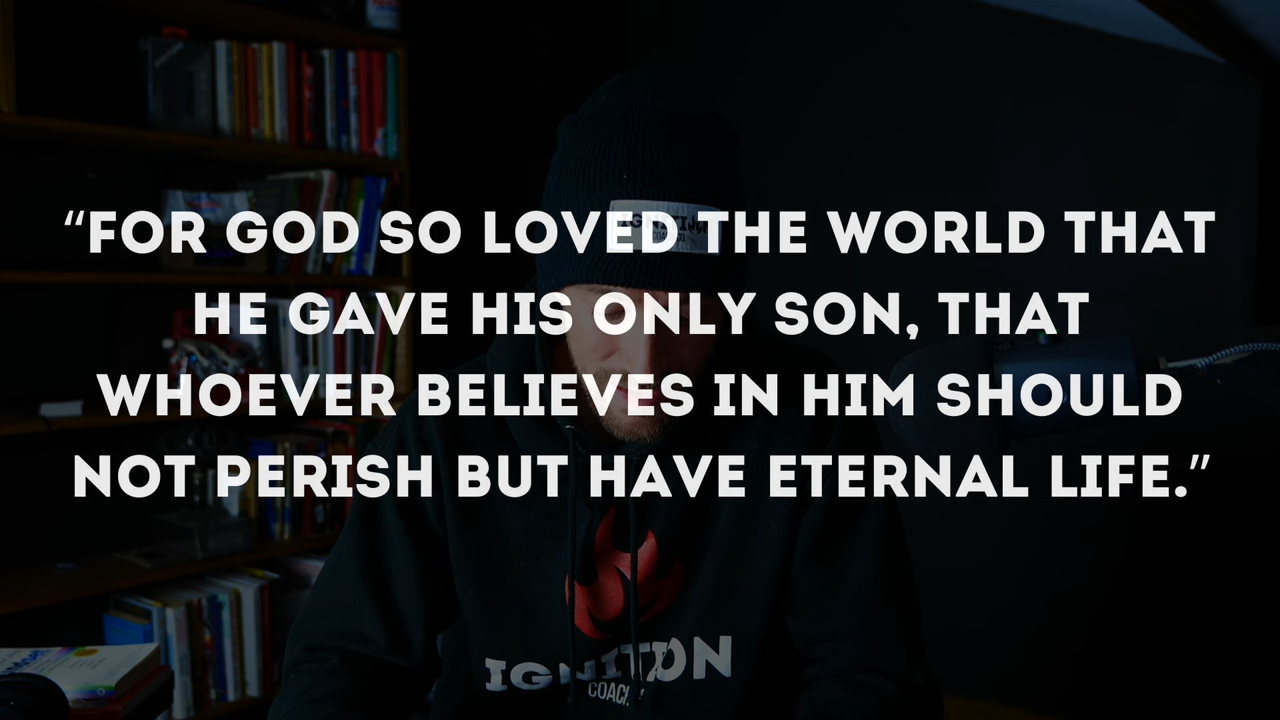 “FOR GOD SO LOVED THE WORLD THAT
HE GAVE HIS ONLY SON, THAT
WHOEVER BELIEVES IN HIM SHOULD
NOT PERISH BUT HAVE ETERNAL LIFE.”
IGNITION